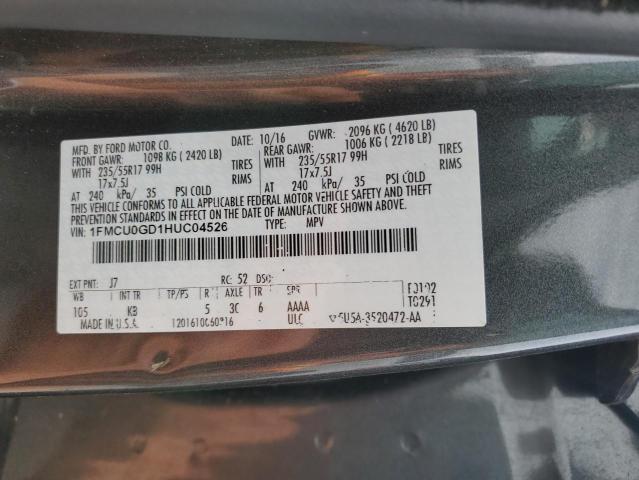 MFD. BY FORD MOTOR CO. DATE: 10/16 GVWR: 2096 KG ( 4620 LB)
FRONT GAWR: 1098 KG ( 2420 LB) REAR GAWR: 1006 KG ( 2218 LB)
WITH 235/55R17 99H TIRES WITH 235/55R17 99H TIRES
17x7.5J RIMS 17x7.5J RIMS
AT 240 kPa/ 35 PSI COLD AT 240 kPa/ 35 PSI COLD
THIS VEHICLE CONFORMS TO ALL APPLICABLE FEDERAL MOTOR VEHICLE SAFETY AND THEFT
PREVENTION STANDARDS IN EFFECT ON THE DATE OF MANUFACTURE SHOWN ABOVE.
VIN: 1FMCU0GD1HUC04526 TYPE: MPV
EXT PNT: J7 RC: 52 DSO:
WB INT TR TP/PS R AXLE TR SPR
105 KB 5 3C 6 AAAA
MADE IN U.S.A. ULC